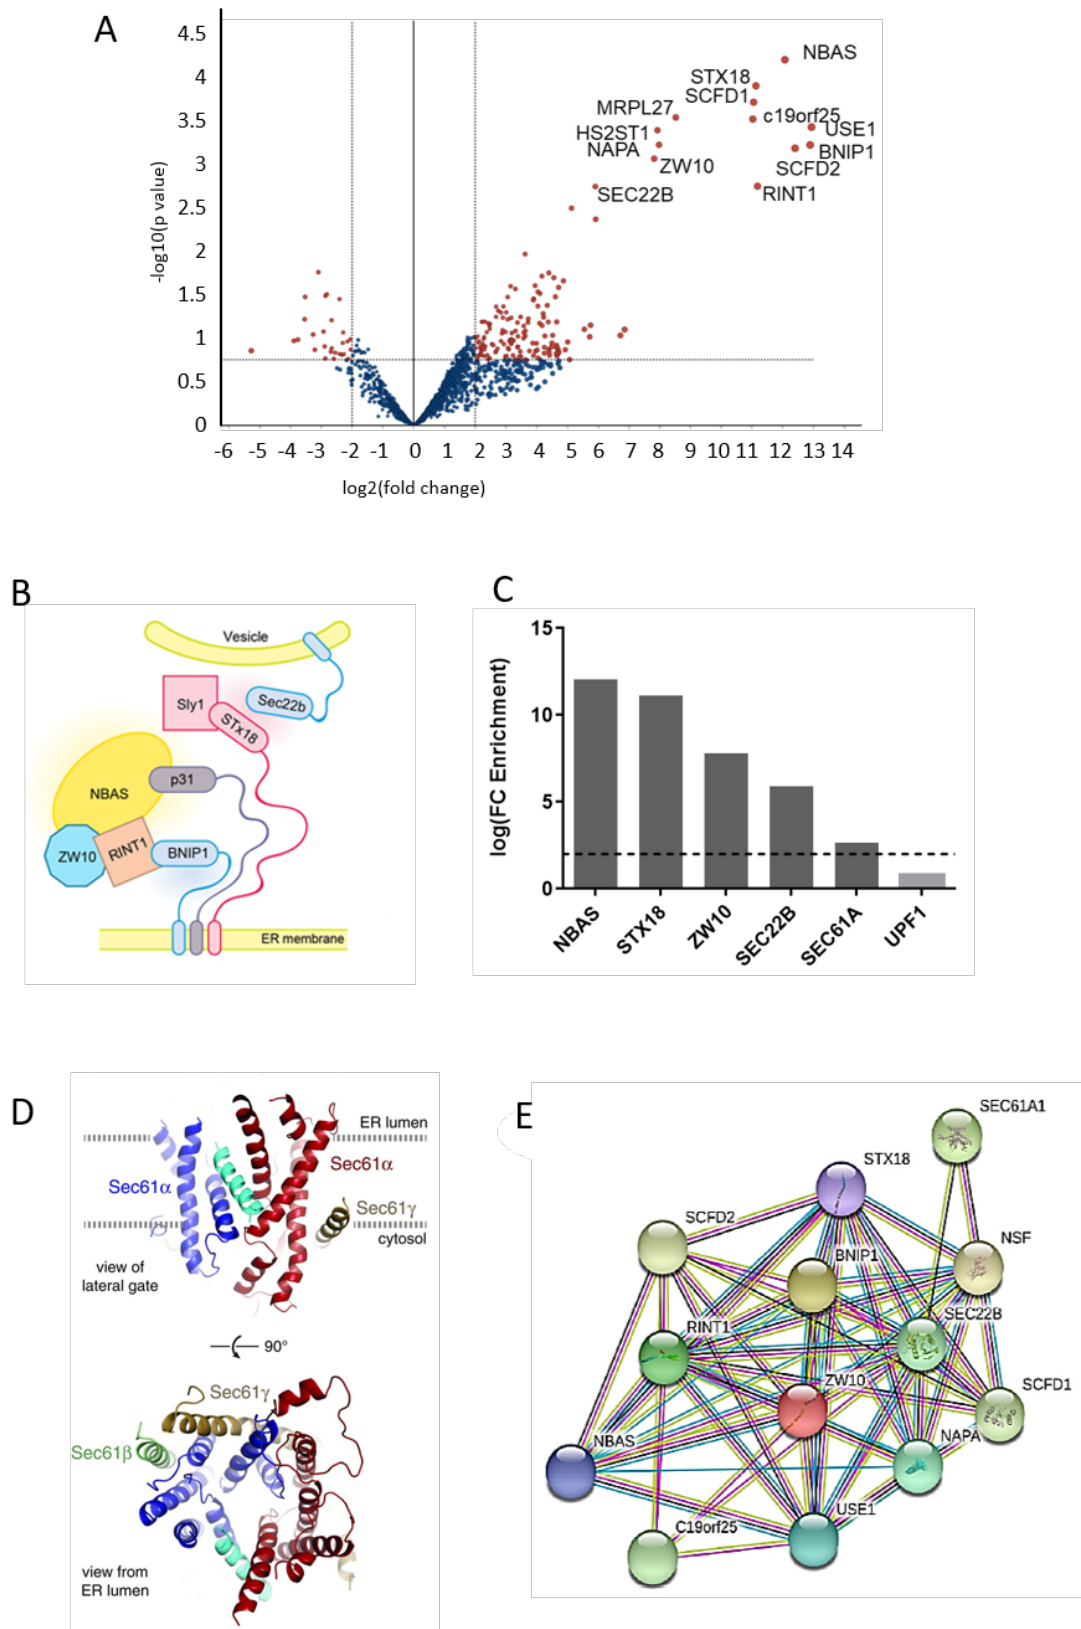 A
-log10(p value)
4.5
4
3.5
3
2.5
2
1.5
1
0.5
0
NBAS
STX18
SCFD1
MRPL27
c19orf25
HS2ST1
USE1
NAPA
BNIP1
ZW10
SCFD2
SEC22B
RINT1
-6 -5 -4 -3 -2 -1 0 1 2 3 4 5 6 7 8 9 10 11 12 13 14
log2(fold change)
B
Vesicle
Sly1
Sec22b
STx18
p31
NBAS
ZW10
RINT1
BNIP1
ER membrane
C
log(FC Enrichment)
15
10
5
0
NBAS
STX18
ZW10
SEC22B
SEC61A
UPF1
D
ER lumen
Sec61α
Sec61α
Sec61γ
cytosol
view of
lateral gate
90°
Sec61γ
Sec61β
view from
ER lumen
E
SEC61A1
STX18
SCFD2
NSF
BNIP1
SEC22B
RINT1
ZW10
SCFD1
NAPA
NBAS
USE1
C19orf25